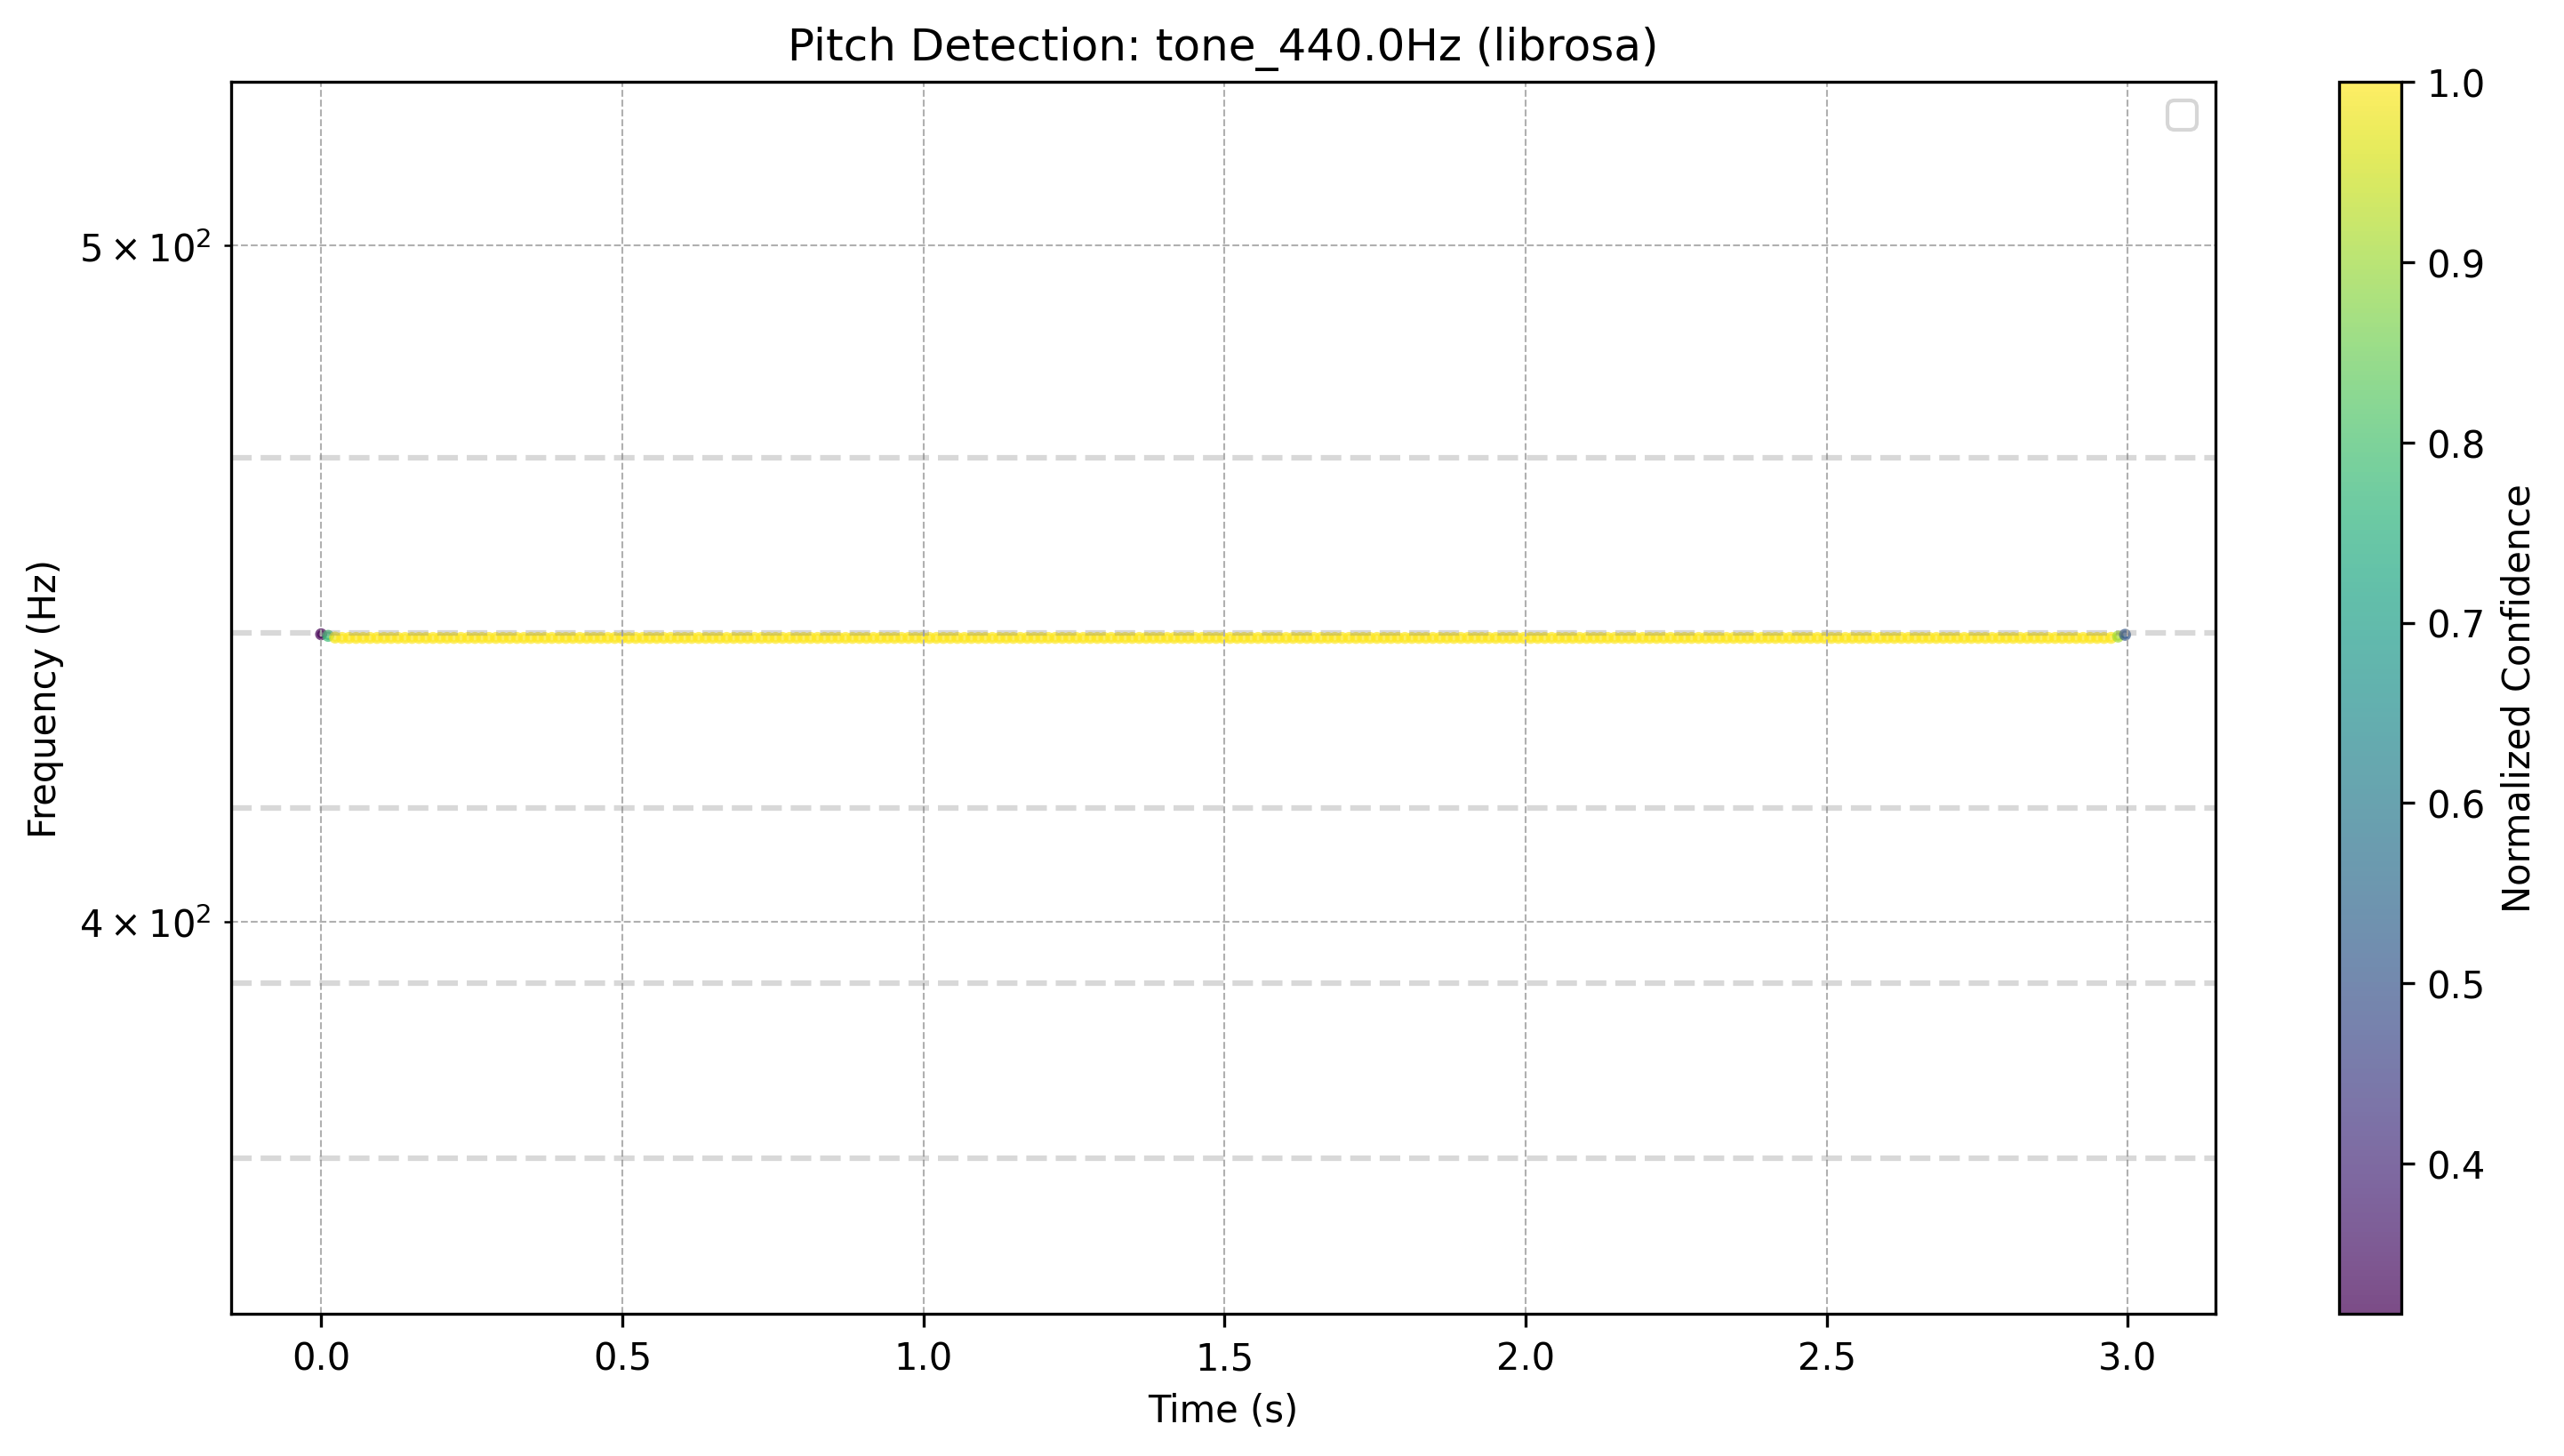 Pitch Detection: tone_440.0Hz (librosa)
5 × 10²
4 × 10²
Frequency (Hz)
0.0 0.5 1.0 1.5 2.0 2.5 3.0
Time (s)
1.0
0.9
0.8
0.7
0.6
0.5
0.4
Normalized Confidence